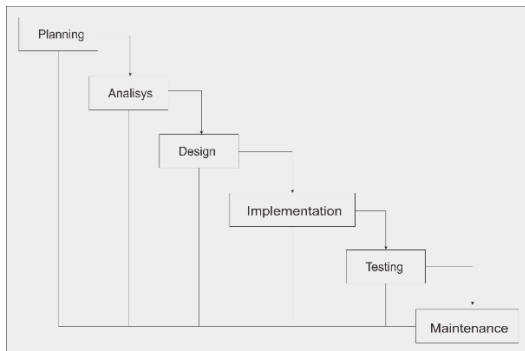 Planning
Analisys
Design
Implementation
Testing
Maintenance